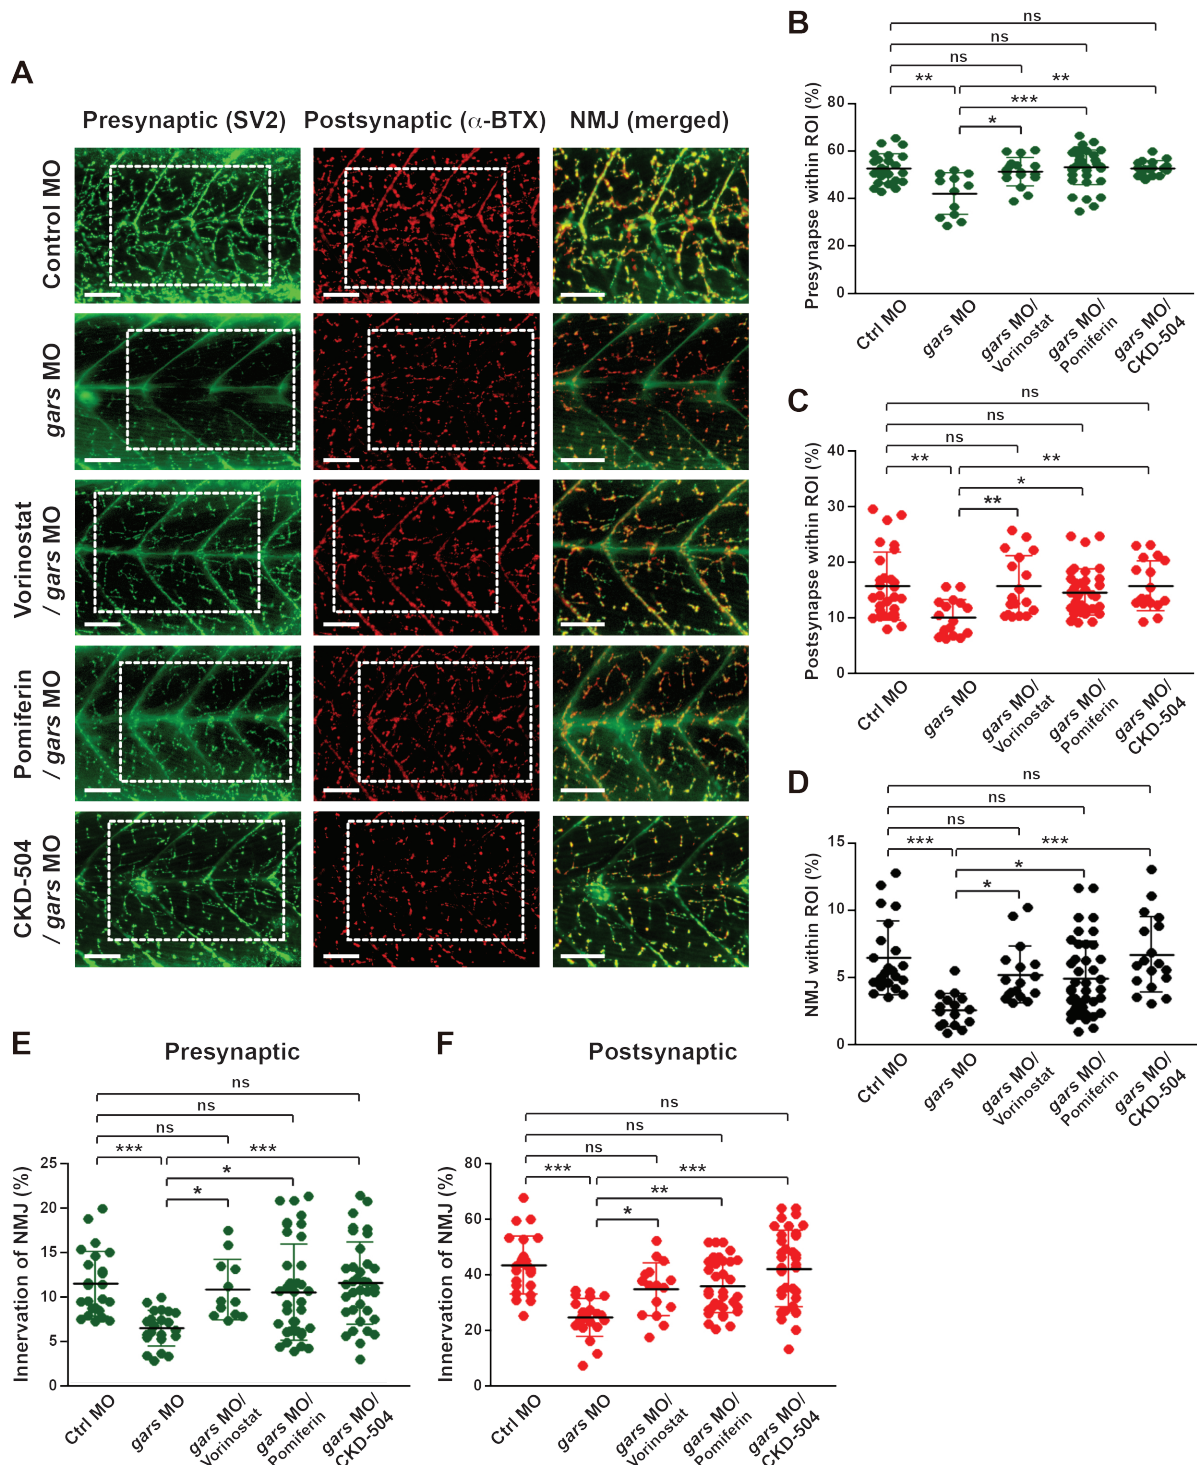 A
Presynaptic (SV2)
Postsynaptic (α-BTX)
NMJ (merged)
Control MO
gars MO
Vorinostat
/ gars MO
Pomiferin
/ gars MO
CKD-504
/ gars MO
B
ns
ns
ns
**
**
***
*
Presynapse within ROI (%)
80
60
40
20
0
Ctrl MO
gars MO
gars MO/
Vorinostat
gars MO/
Pomiferin
gars MO/
CKD-504
C
ns
ns
ns
**
**
*
**
Postsynapse within ROI (%)
40
30
20
10
0
Ctrl MO
gars MO
gars MO/
Vorinostat
gars MO/
Pomiferin
gars MO/
CKD-504
D
ns
ns
ns
***
***
*
*
NMJ within ROI (%)
15
10
5
0
Ctrl MO
gars MO
gars MO/
Vorinostat
gars MO/
Pomiferin
gars MO/
CKD-504
E
Presynaptic
ns
ns
ns
***
***
*
*
Innervation of NMJ (%)
25
20
15
10
5
0
Ctrl MO
gars MO
gars MO/
Vorinostat
gars MO/
Pomiferin
gars MO/
CKD-504
F
Postsynaptic
ns
ns
ns
***
***
**
*
Innervation of NMJ (%)
80
60
40
20
0
Ctrl MO
gars MO
gars MO/
Vorinostat
gars MO/
Pomiferin
gars MO/
CKD-504